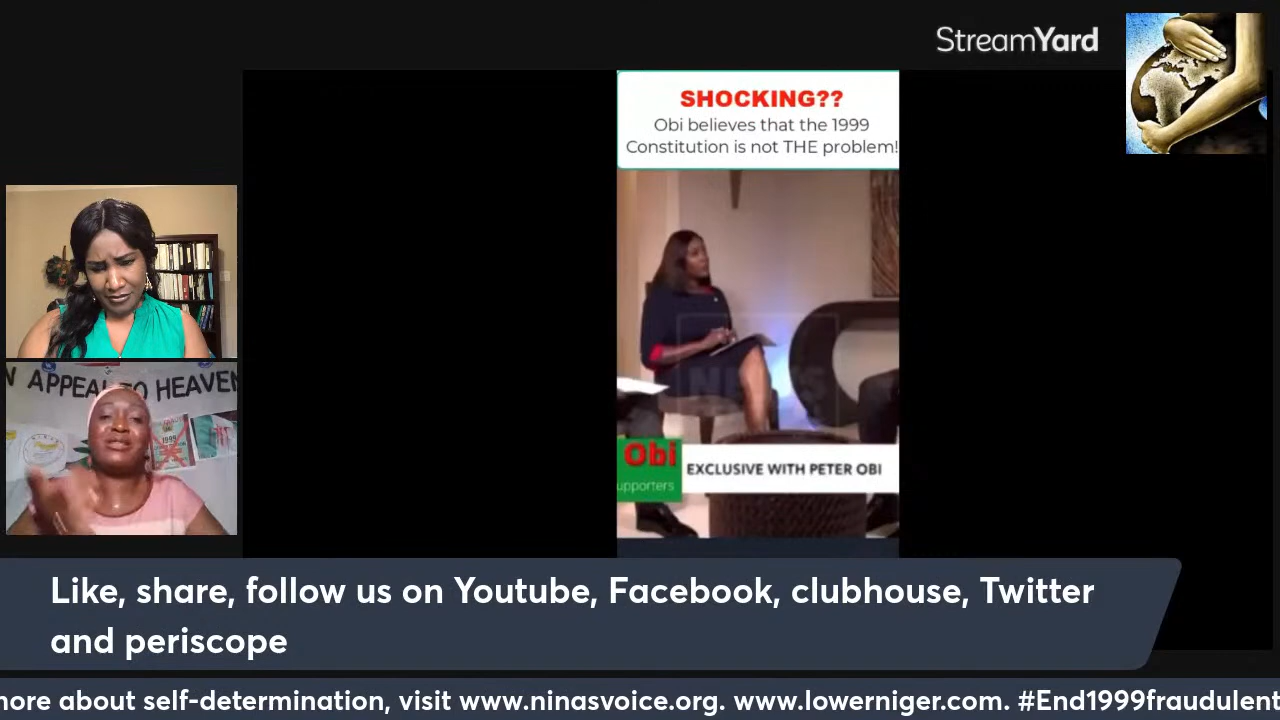 StreamYard
SHOCKING??
Obi believes that the 1999
Constitution is not THE problem!
N APPEAL TO HEAVEN
1999
Obi
upporters
EXCLUSIVE WITH PETER OBI
Like, share, follow us on Youtube, Facebook, clubhouse, Twitter
and periscope
more about self-determination, visit www.ninasvoice.org. www.lowerniger.com. #End1999fraudulent